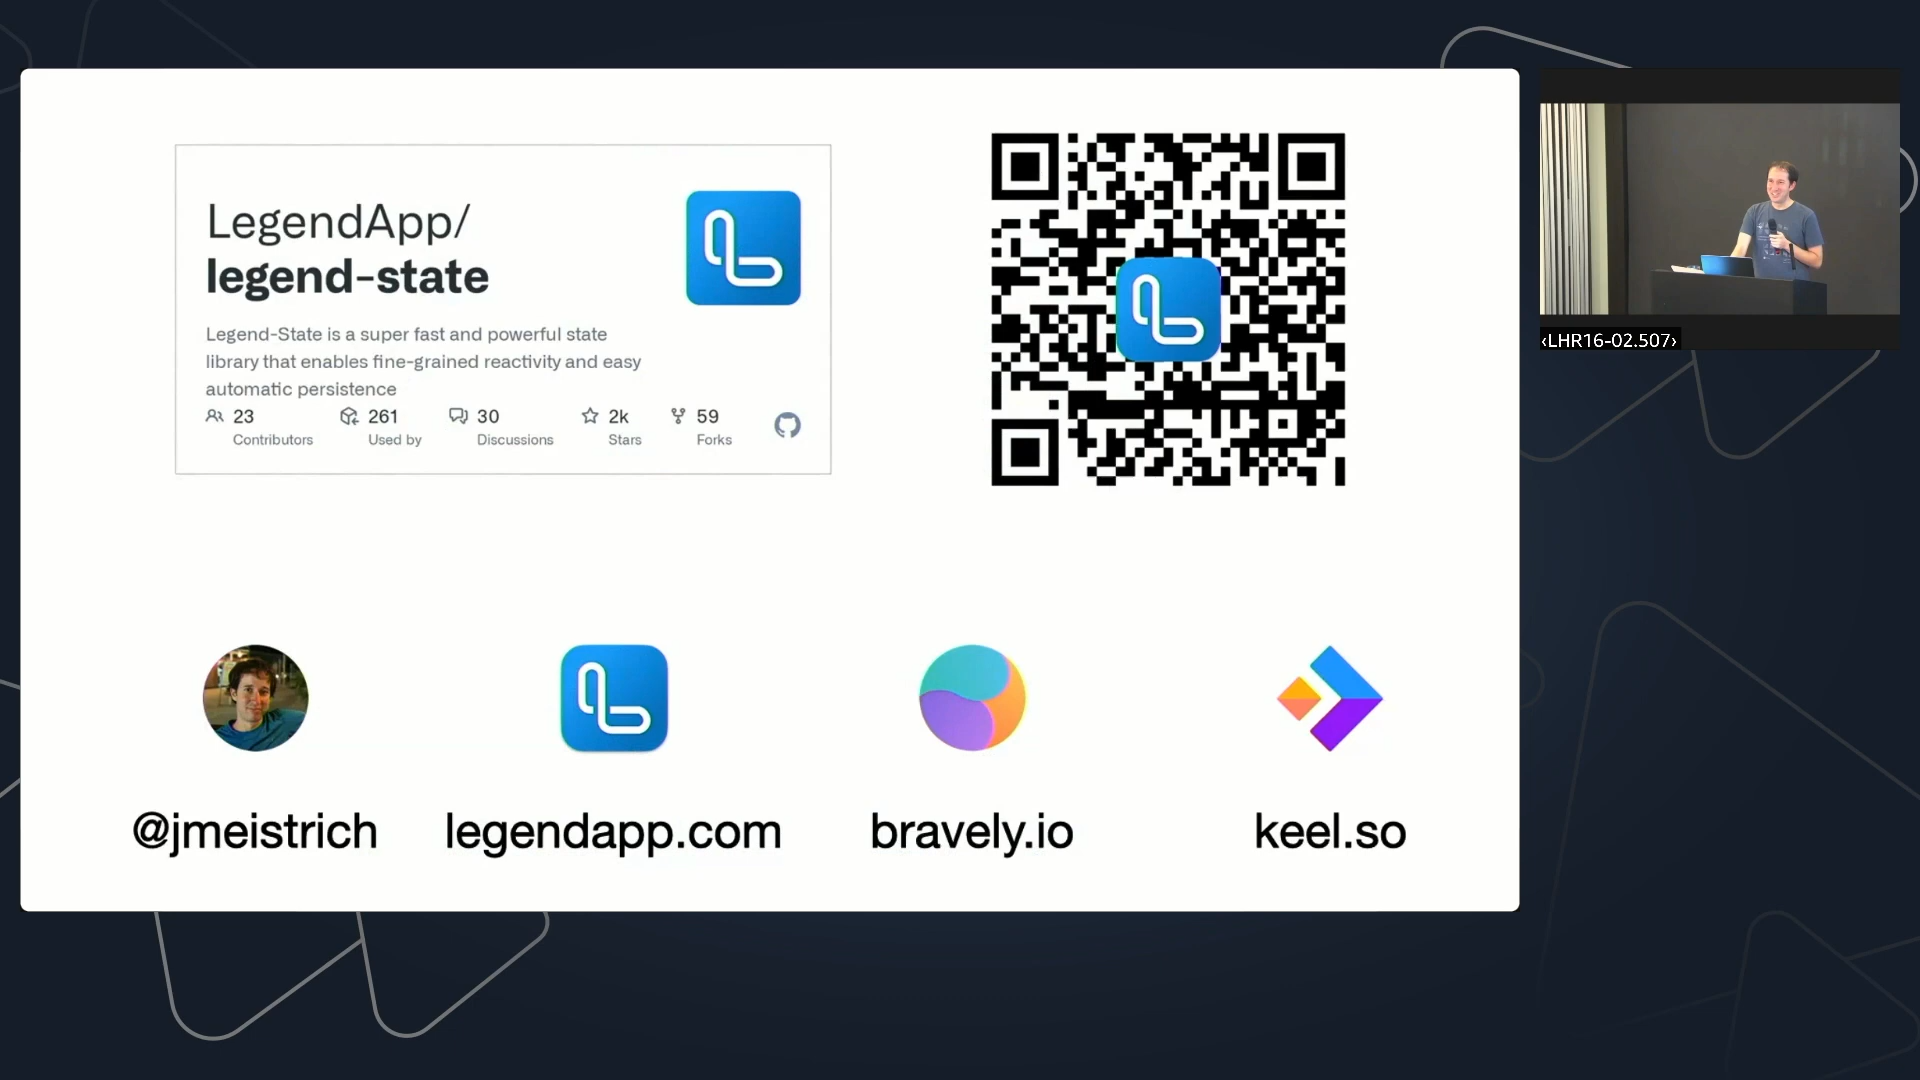 LegendApp/
legend-state
Legend-State is a super fast and powerful state
library that enables fine-grained reactivity and easy
automatic persistence
23
Contributors
261
Used by
30
Discussions
2k
Stars
59
Forks
‹LHR16-02.507›
@jmeistrich
legendapp.com
bravely.io
keel.so